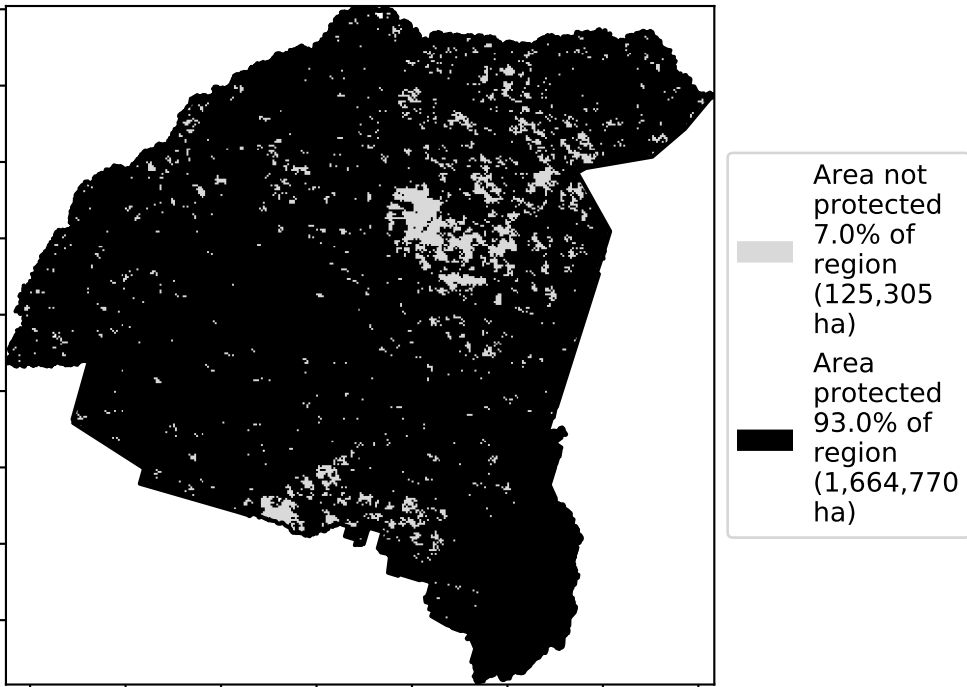 Area not
protected
7.0% of
region
(125,305
ha)
Area
protected
93.0% of
region
(1,664,770
ha)